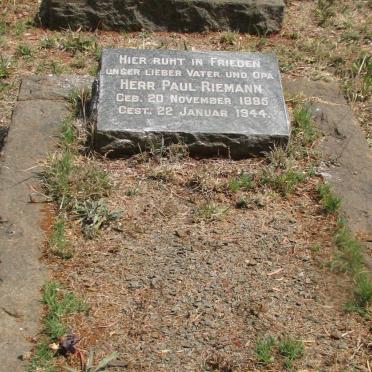 Hier ruht in Frieden
unser lieber Vater und Opa
Herr Paul Riemann
Geb. 20 November 1885
Gest. 22 Januar 1944.